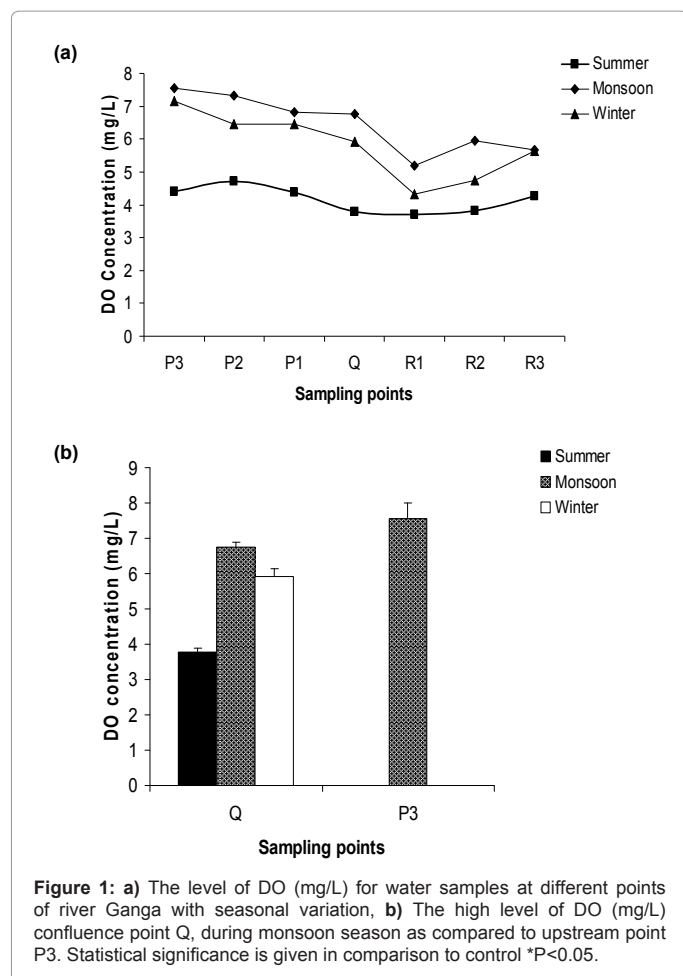 (a)
Summer
Monsoon
Winter
8
7
6
5
4
3
2
1
0
DO Concentration (mg/L)
P3 P2 P1 Q R1 R2 R3
Sampling points
(b)
Summer
Monsoon
Winter
9
8
7
6
5
4
3
2
1
0
DO concentration (mg/L)
Q P3
Sampling points
Figure 1: a) The level of DO (mg/L) for water samples at different points
of river Ganga with seasonal variation, b) The high level of DO (mg/L)
confluence point Q, during monsoon season as compared to upstream point
P3. Statistical significance is given in comparison to control *P<0.05.